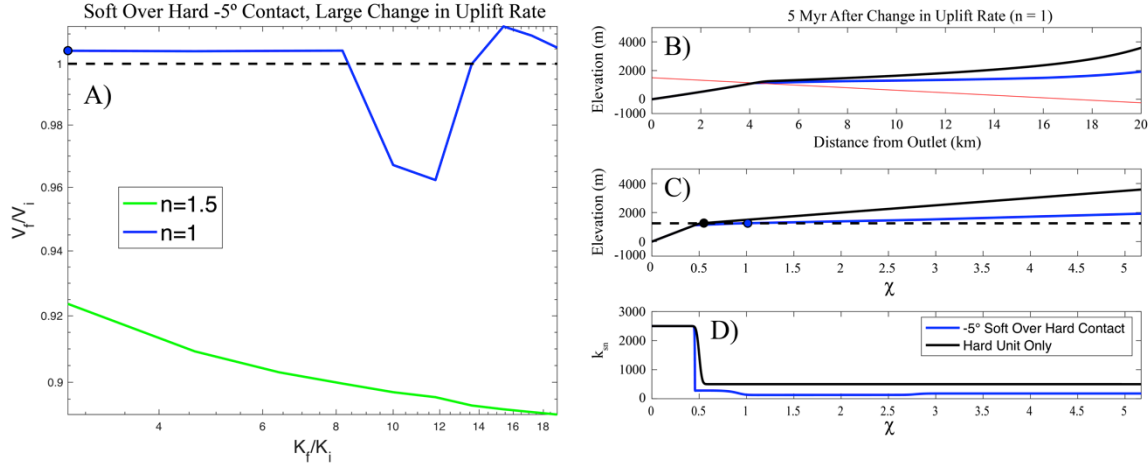 Soft Over Hard -5º Contact, Large Change in Uplift Rate
1
0.98
0.96
0.94
0.92
0.9
V_f/V_i
A)
n=1.5
n=1
4 6 8 10 12 14 16 18
K_f/K_i
5 Myr After Change in Uplift Rate (n = 1)
B)
Elevation (m)
4000
2000
0
-1000
0 2 4 6 8 10 12 14 16 18 20
Distance from Outlet (km)
C)
Elevation (m)
4000
2000
0
-1000
0 0.5 1 1.5 2 2.5 3 3.5 4 4.5 5
χ
D)
k_sn
3000
2000
1000
0
-5° Soft Over Hard Contact
Hard Unit Only
0 0.5 1 1.5 2 2.5 3 3.5 4 4.5 5
χ